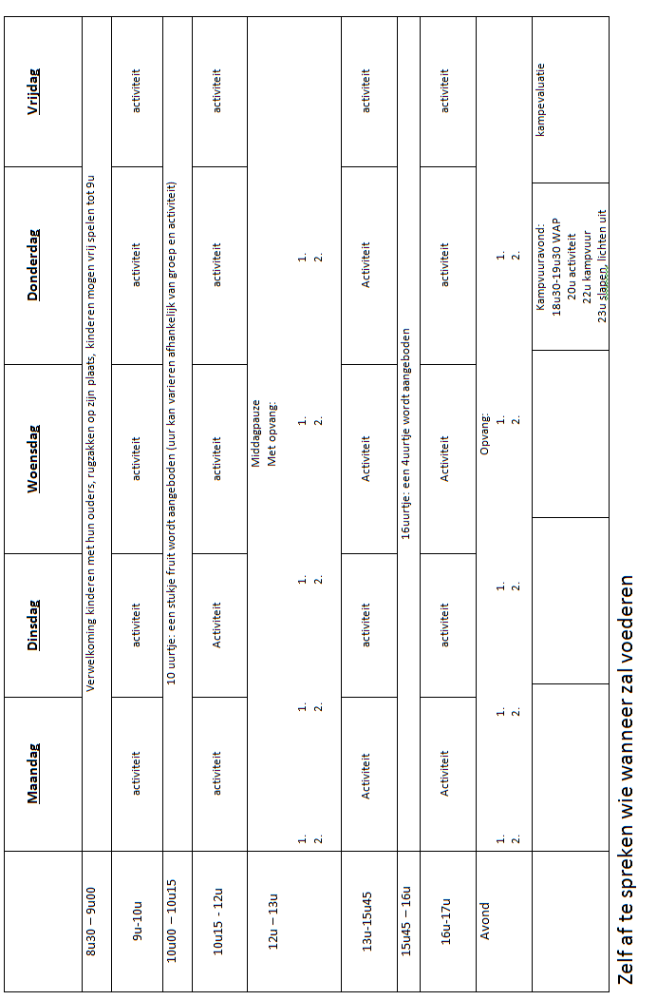 Maandag Dinsdag Woensdag Donderdag Vrijdag
8u30 – 9u00 Verwelkoming kinderen met hun ouders, rugzakken op zijn plaats, kinderen mogen vrij spelen tot 9u
9u-10u activiteit activiteit activiteit activiteit activiteit
10u00 – 10u15 10 uurtje: een stukje fruit wordt aangeboden (uur kan varieren afhankelijk van groep en activiteit)
10u15 - 12u activiteit Activiteit activiteit activiteit activiteit
Middagpauze
12u – 13u Met opvang:
1. 1. 1. 1. 1.
2. 2. 2. 2. 2.
13u-15u45 Activiteit activiteit Activiteit Activiteit activiteit
15u45 – 16u 16uurtje: een 4uurtje wordt aangeboden
16u-17u Activiteit activiteit Activiteit activiteit activiteit
Avond Opvang:
1. 1. 1. 1. 1.
2. 2. 2. 2. 2.
Kampvuuravond: kampevaluatie
18u30-19u30 WAP
20u activiteit
22u kampvuur
23u slapen, lichten uit
Zelf af te spreken wie wanneer zal voederen